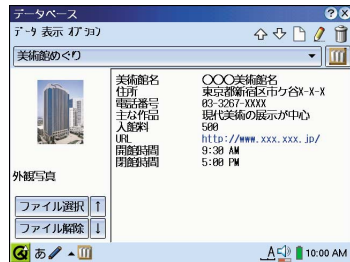 データベース
データ 表示 オプション
美術館めぐり
美術館名 〇〇〇美術館名
住所 東京都新宿区市ケ谷X-X-X
電話番号 03-3267-XXXX
主な作品 現代美術の展示が中心
入館料 500
URL http://www.xxx.xxx.jp/
開館時間 9:30 AM
閉館時間 5:00 PM
外観写真
ファイル選択 ↑
ファイル解除 ↓
あ A 10:00 AM